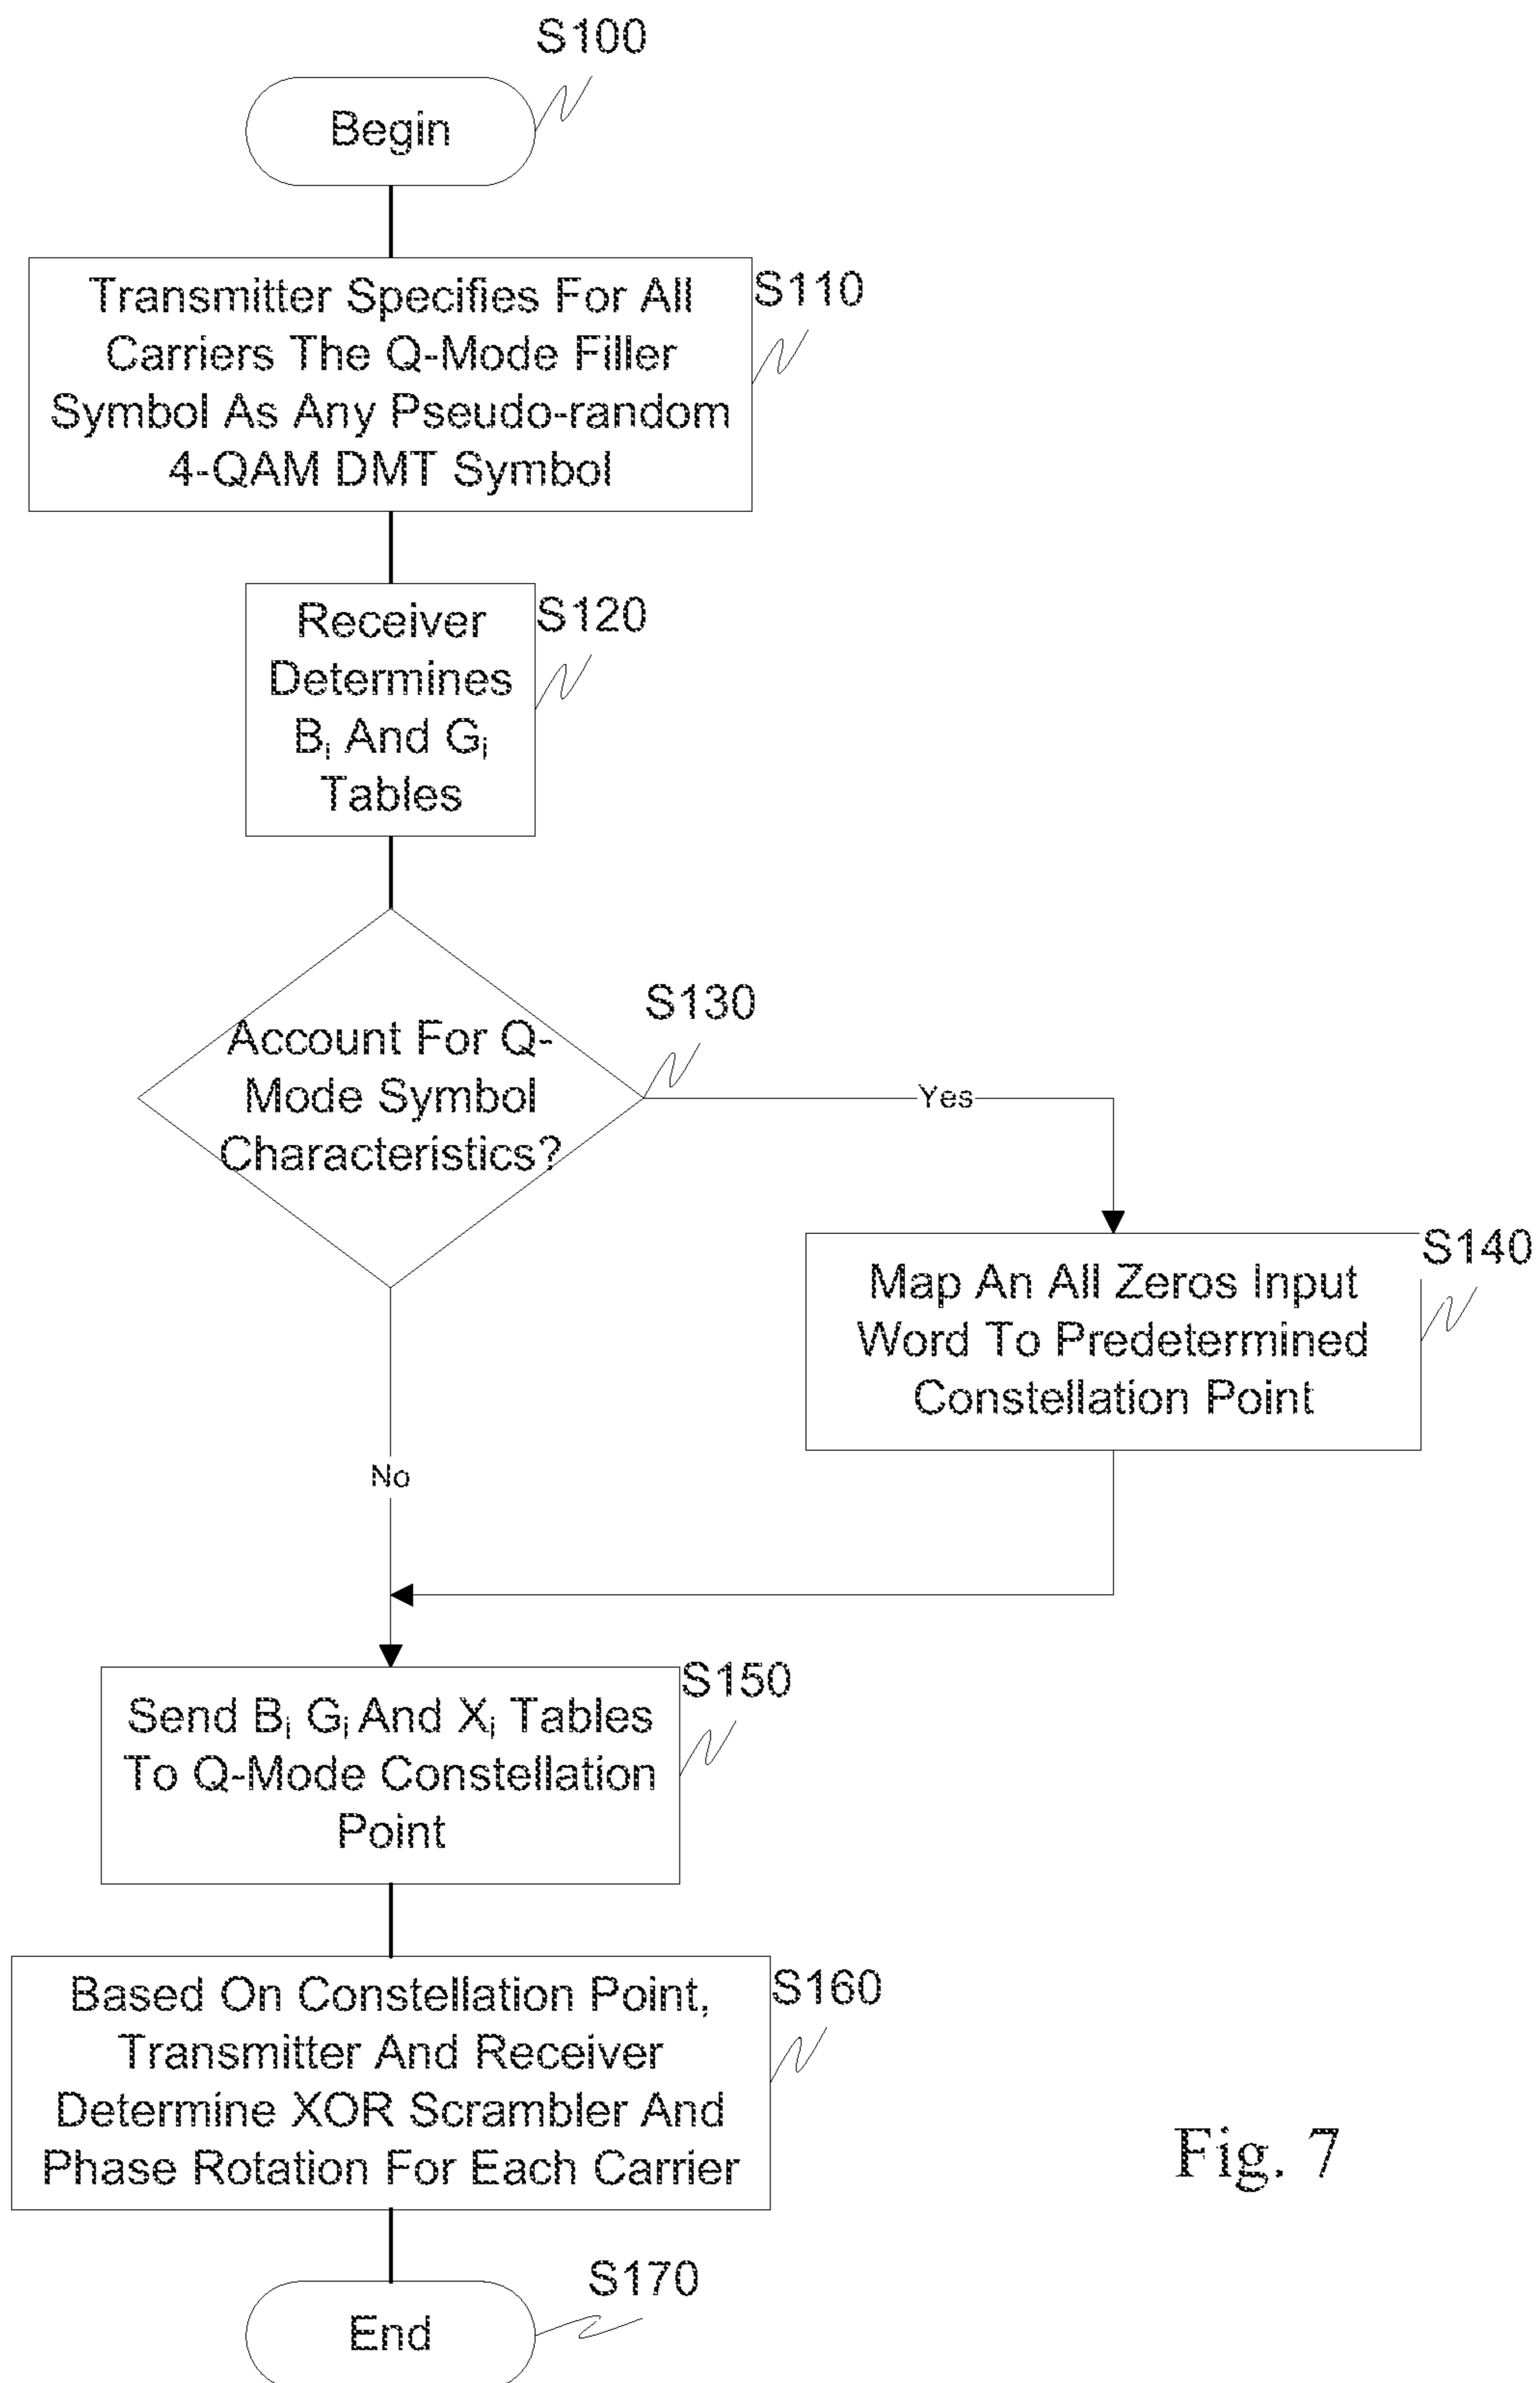 S100
Begin
S110
Transmitter Specifies For All
Carriers The Q-Mode Filler
Symbol As Any Pseudo-random
4-QAM DMT Symbol
S120
Receiver
Determines
Bi And Gi
Tables
S130
Account For Q-
Mode Symbol
Characteristics?
Yes
S140
Map An All Zeros Input
Word To Predetermined
Constellation Point
No
S150
Send Bi Gi And Xi Tables
To Q-Mode Constellation
Point
S160
Based On Constellation Point,
Transmitter And Receiver
Determine XOR Scrambler And
Phase Rotation For Each Carrier
S170
End
Fig. 7